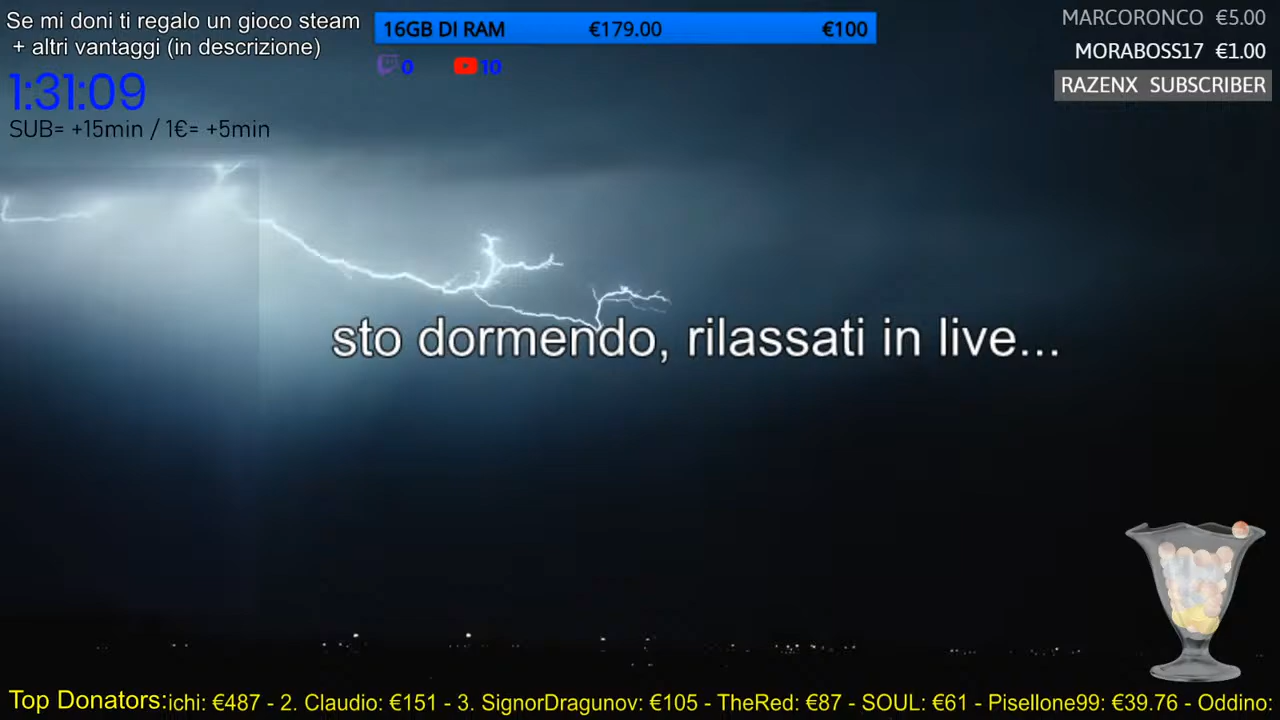 Se mi doni ti regalo un gioco steam
+ altri vantaggi (in descrizione)
1:31:09
SUB= +15min / 1€= +5min
16GB DI RAM €179.00 €100
0 10
MARCORONCO €5.00
MORABOSS17 €1.00
RAZENX SUBSCRIBER
sto dormendo, rilassati in live...
Top Donators:ichi: €487 - 2. Claudio: €151 - 3. SignorDragunov: €105 - TheRed: €87 - SOUL: €61 - Pisellone99: €39.76 - Oddino: